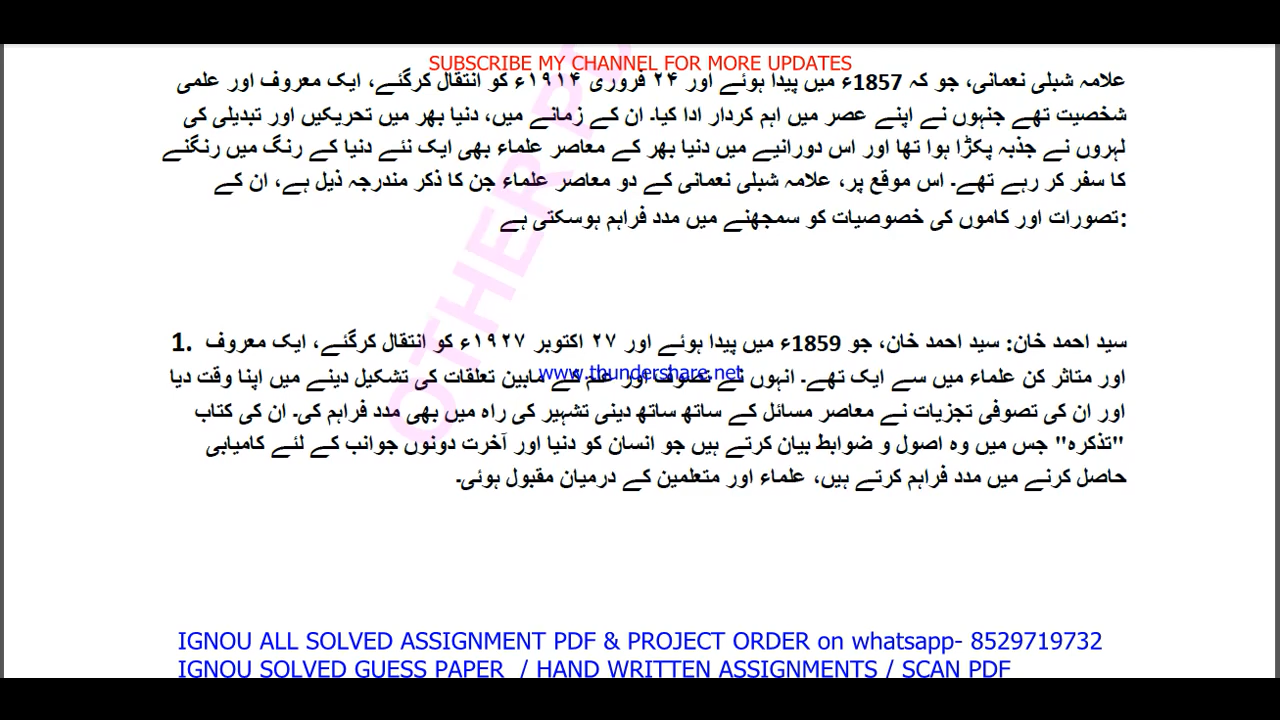 SUBSCRIBE MY CHANNEL FOR MORE UPDATES
علامہ شبلی نعمانی، جو کہ 1857ء میں پیدا ہوئے اور ۲۴ فروری ۱۹۱۴ء کو انتقال کرگئے، ایک معروف اور علمی
شخصیت تھے جنہوں نے اپنے عصر میں اہم کردار ادا کیا۔ ان کے زمانے میں، دنیا بھر میں تحریکیں اور تبدیلی کی
لہروں نے جذبہ پکڑا ہوا تھا اور اس دورانیے میں دنیا بھر کے معاصر علماء بھی ایک نئے دنیا کے رنگ میں رنگنے
کا سفر کر رہے تھے۔ اس موقع پر، علامہ شبلی نعمانی کے دو معاصر علماء جن کا ذکر مندرجہ ذیل ہے، ان کے
:تصورات اور کاموں کی خصوصیات کو سمجھنے میں مدد فراہم ہوسکتی ہے
سید احمد خان: سید احمد خان، جو 1859ء میں پیدا ہوئے اور ۲۷ اکتوبر ۱۹۲۷ء کو انتقال کرگئے، ایک معروف .1
www.thundershare.net
اور متاثر کن علماء میں سے ایک تھے۔ انہوں نے تصوف اور علم کے مابین تعلقات کی تشکیل دینے میں اپنا وقت دیا
اور ان کی تصوفی تجزیات نے معاصر مسائل کے ساتھ ساتھ دینی تشہیر کی راہ میں بھی مدد فراہم کی۔ ان کی کتاب
"تذکرہ" جس میں وہ اصول و ضوابط بیان کرتے ہیں جو انسان کو دنیا اور آخرت دونوں جوانب کے لئے کامیابی
حاصل کرنے میں مدد فراہم کرتے ہیں، علماء اور متعلمین کے درمیان مقبول ہوئی۔
OTHER
IGNOU ALL SOLVED ASSIGNMENT PDF & PROJECT ORDER on whatsapp- 8529719732
IGNOU SOLVED GUESS PAPER / HAND WRITTEN ASSIGNMENTS / SCAN PDF